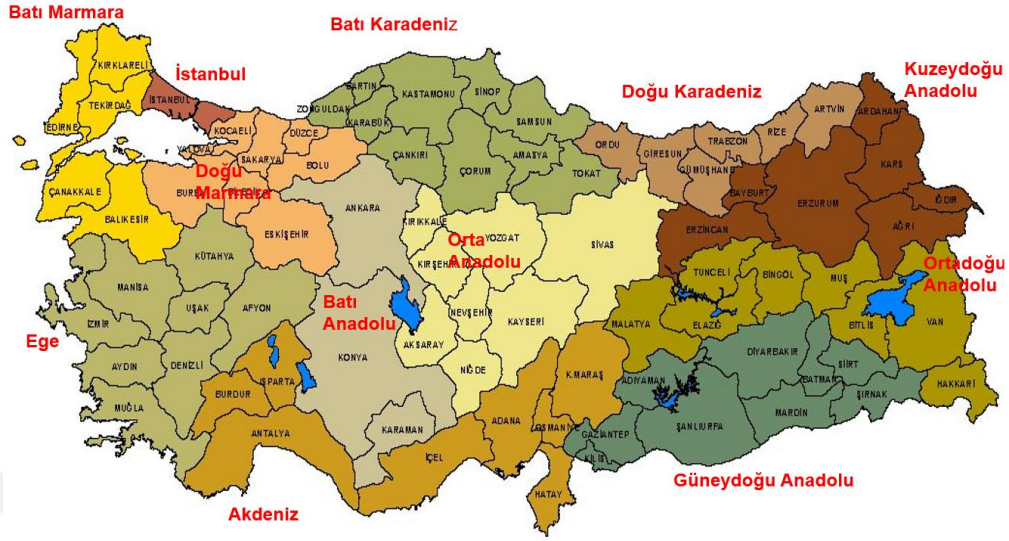 Batı Marmara
Batı Karadeniz
İstanbul
Doğu Karadeniz
Kuzeydoğu
Anadolu
KIRKLARELİ
TEKİRDAĞ
EDİRNE
İSTANBUL
KOCAELİ
YALOVA
SAKARYA
DÜZCE
BOLU
ZONGULDAK
BARTIN
KARABÜK
KASTAMONU
SİNOP
SAMSUN
ÇANKIRI
ÇORUM
AMASYA
TOKAT
ORDU
GİRESUN
TRABZON
RİZE
ARTVİN
GÜMÜŞHANE
BAYBURT
ARDAHAN
KARS
IĞDIR
ERZURUM
ERZİNCAN
AĞRI
Doğu
Marmara
ÇANAKKALE
BALIKESİR
ESKİŞEHİR
ANKARA
KIRIKKALE
YOZGAT
SİVAS
Orta
Anadolu
NEVŞEHİR
KAYSERİ
AKSARAY
NİĞDE
Ortadoğu
Anadolu
TUNCELİ
BİNGÖL
MUŞ
MALATYA
ELAZIĞ
BİTLİS
VAN
HAKKARİ
Ege
KÜTAHYA
MANİSA
UŞAK
AFYON
İZMİR
AYDIN
DENİZLİ
MUĞLA
Batı
Anadolu
KONYA
KARAMAN
BURDUR
ISPARTA
ANTALYA
İÇEL
ADANA
OSMANİYE
K.MARAŞ
HATAY
Akdeniz
ADIYAMAN
DİYARBAKIR
BATMAN
SİİRT
ŞIRNAK
MARDİN
ŞANLIURFA
GAZİANTEP
KİLİS
Güneydoğu Anadolu